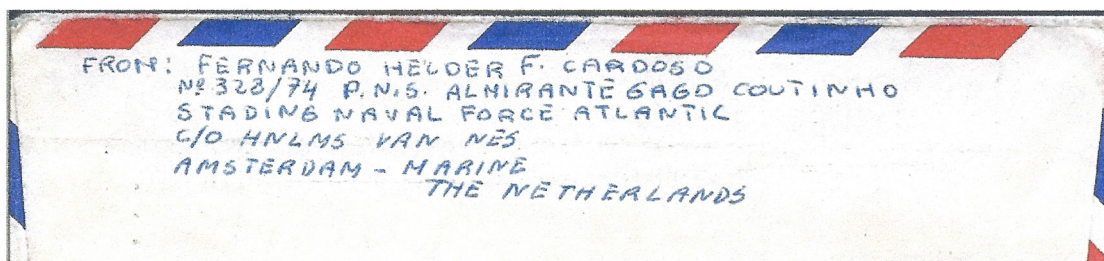 FROM: FERNANDO HELDER F. CARDOSO
Nº 328/74 P.N.S. ALMIRANTE GAGO COUTINHO
STADING NAVAL FORCE ATLANTIC
C/O HNLMS VAN NES
AMSTERDAM - MARINE
THE NETHERLANDS